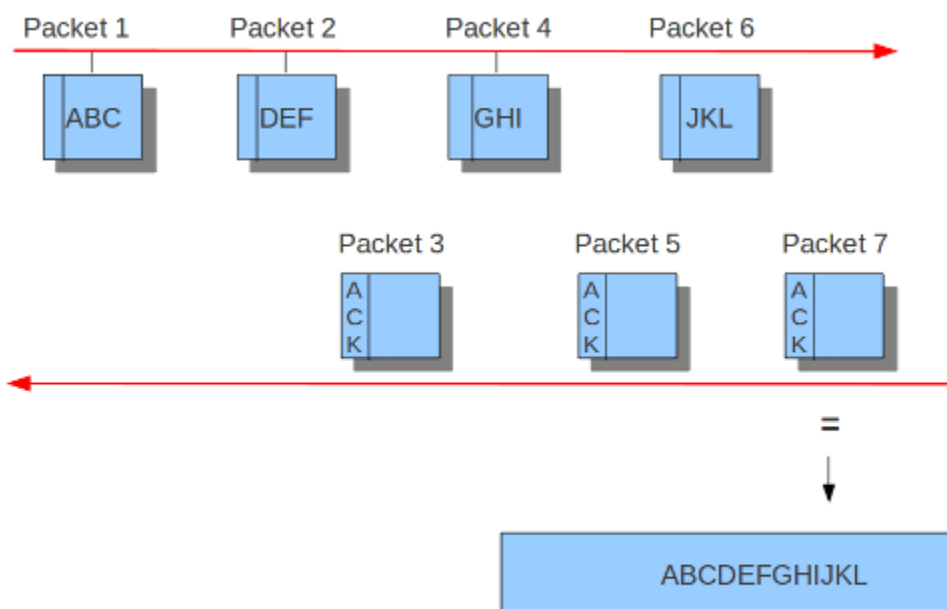 Packet 1 Packet 2 Packet 4 Packet 6
ABC DEF GHI JKL
Packet 3 Packet 5 Packet 7
A A A
C C C
K K K
=
ABCDEFGHIJKL